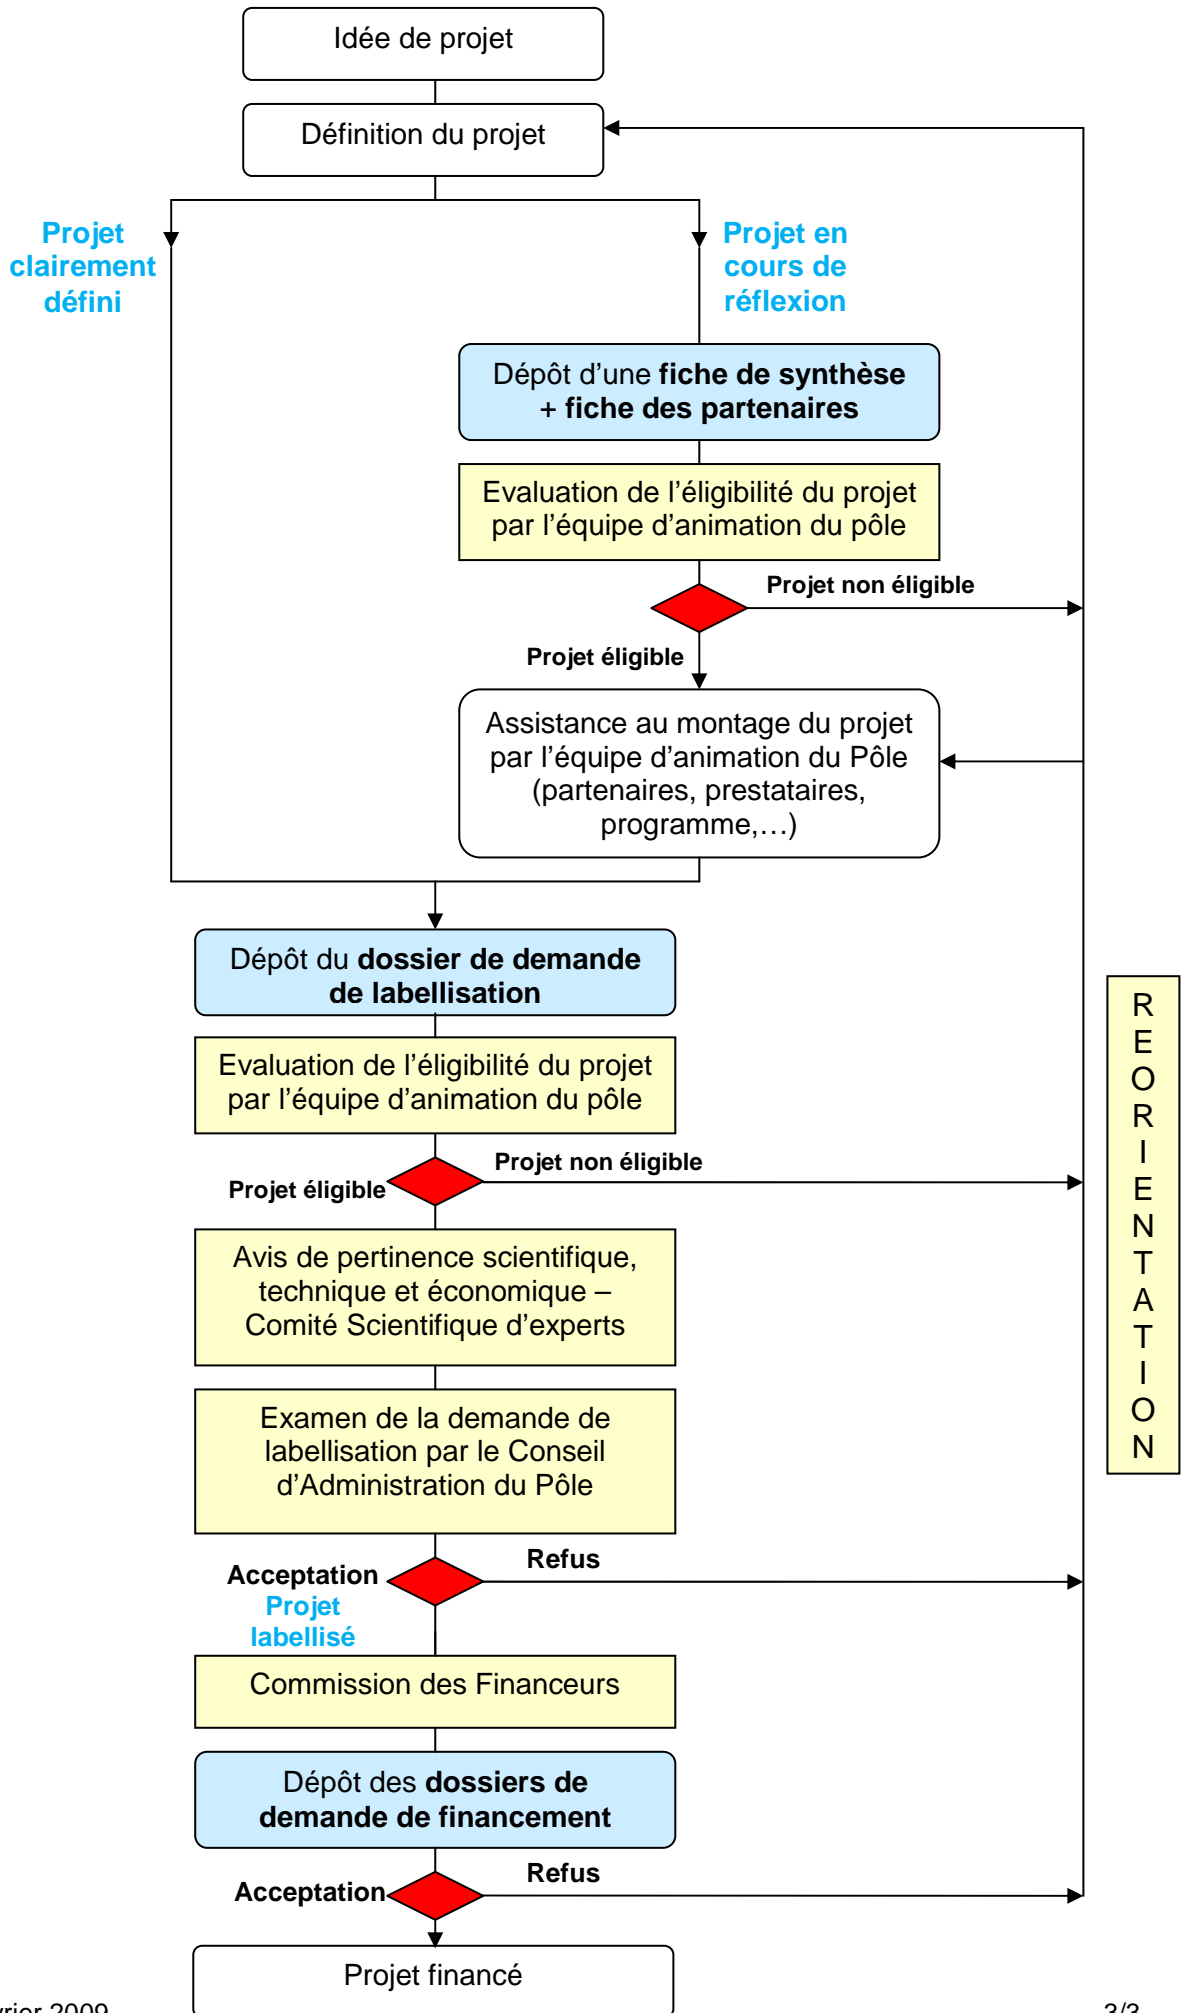 Idée de projet
Définition du projet
Projet
clairement
défini
Projet en
cours de
réflexion
Dépôt d’une fiche de synthèse
+ fiche des partenaires
Evaluation de l’éligibilité du projet
par l’équipe d’animation du pôle
Projet non éligible
Projet éligible
Assistance au montage du projet
par l’équipe d’animation du Pôle
(partenaires, prestataires,
programme,…)
Dépôt du dossier de demande
de labellisation
Evaluation de l’éligibilité du projet
par l’équipe d’animation du pôle
Projet non éligible
Projet éligible
Avis de pertinence scientifique,
technique et économique –
Comité Scientifique d’experts
Examen de la demande de
labellisation par le Conseil
d’Administration du Pôle
Refus
Acceptation
Projet
labellisé
Commission des Financeurs
Dépôt des dossiers de
demande de financement
Refus
Acceptation
Projet financé
R
E
O
R
I
E
N
T
A
T
I
O
N
2009
3/3